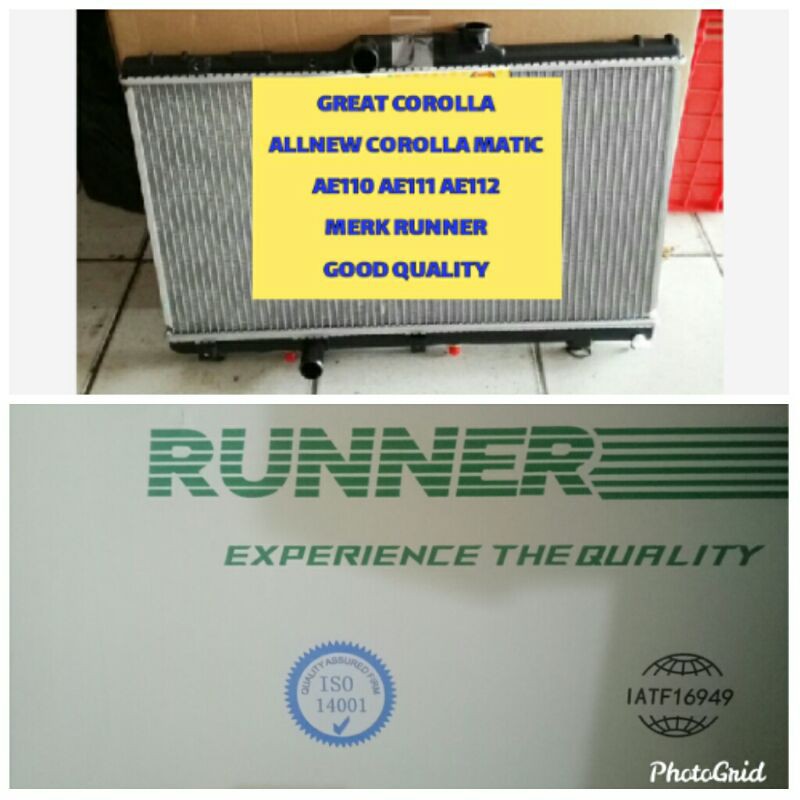 GREAT COROLLA
ALLNEW COROLLA MATIC
AE110 AE111 AE112
MERK RUNNER
GOOD QUALITY
RUNNER
EXPERIENCE THE QUALITY
QUALITY ASSURED FIRM
ISO
14001
IATF16949
PhotoGrid